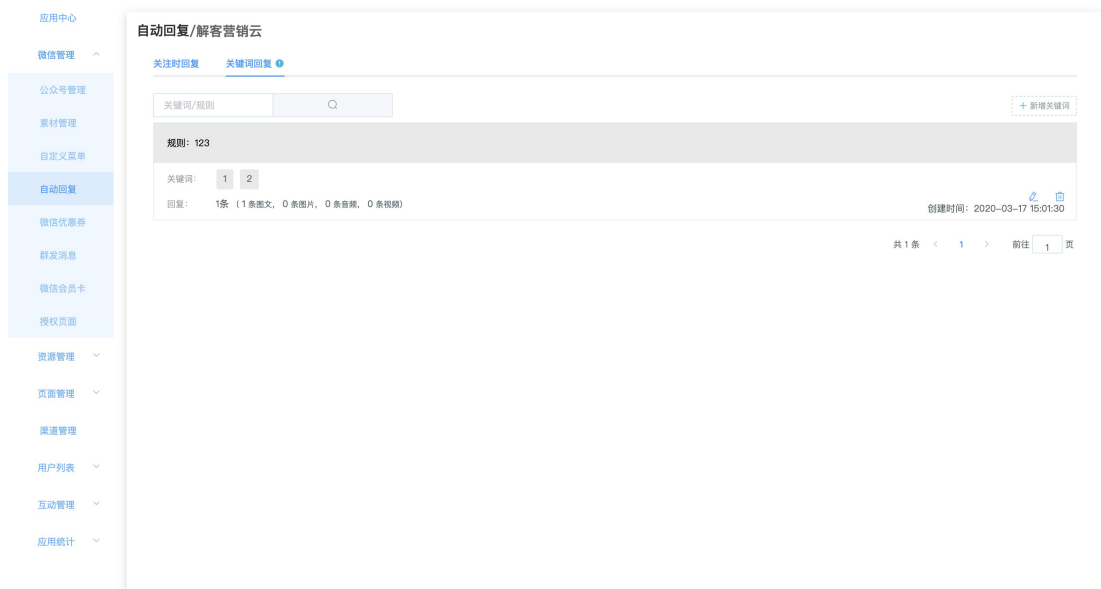 应用中心
微信管理
公众号管理
素材管理
自定义菜单
自动回复
微信优惠券
群发消息
微信会员卡
授权页面
资源管理
页面管理
渠道管理
用户列表
互动管理
应用统计
自动回复/解客营销云
关注时回复 关键词回复
关键词/规则
+ 新增关键词
规则：123
关键词： 1 2
回复： 1条 （1条图文， 0条图片， 0条音频， 0条视频）
创建时间：2020-03-17 15:01:30
共 1 条 < 1 > 前往 1 页